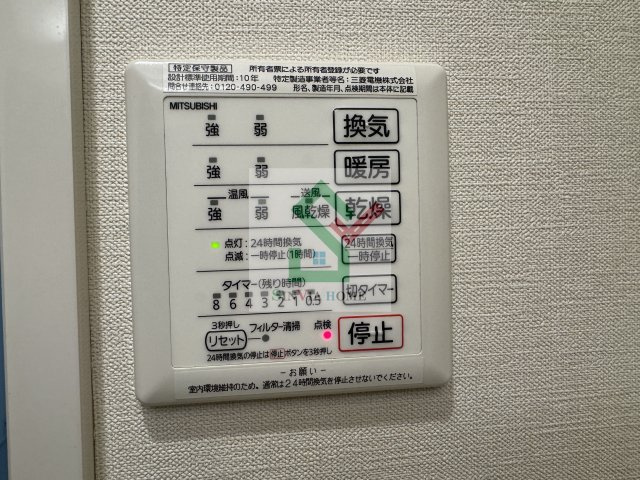 特定保守製品 所有者票による所有者登録が必要です
設計標準使用期間:10年 特定製造事業者等名:三菱電機株式会社
問合せ連絡先:0120-490-499 形名、製造年月、点検期間は本体に記載
MITSUBISHI
強 弱 換気
強 弱 暖房
温風 送風
強 弱 風乾燥 乾燥
点灯:24時間換気
点滅:一時停止(1時間)
24時間換気
一時停止
タイマー(残り時間)
8 6 4 3 2 1 0.5
切タイマー
SINVIA HOME
3秒押し フィルター清掃 点検
リセット 停止
24時間換気の停止は停止ボタンを3秒押し
-お願い-
室内環境維持のため、通常は24時間換気を停止させないでください。